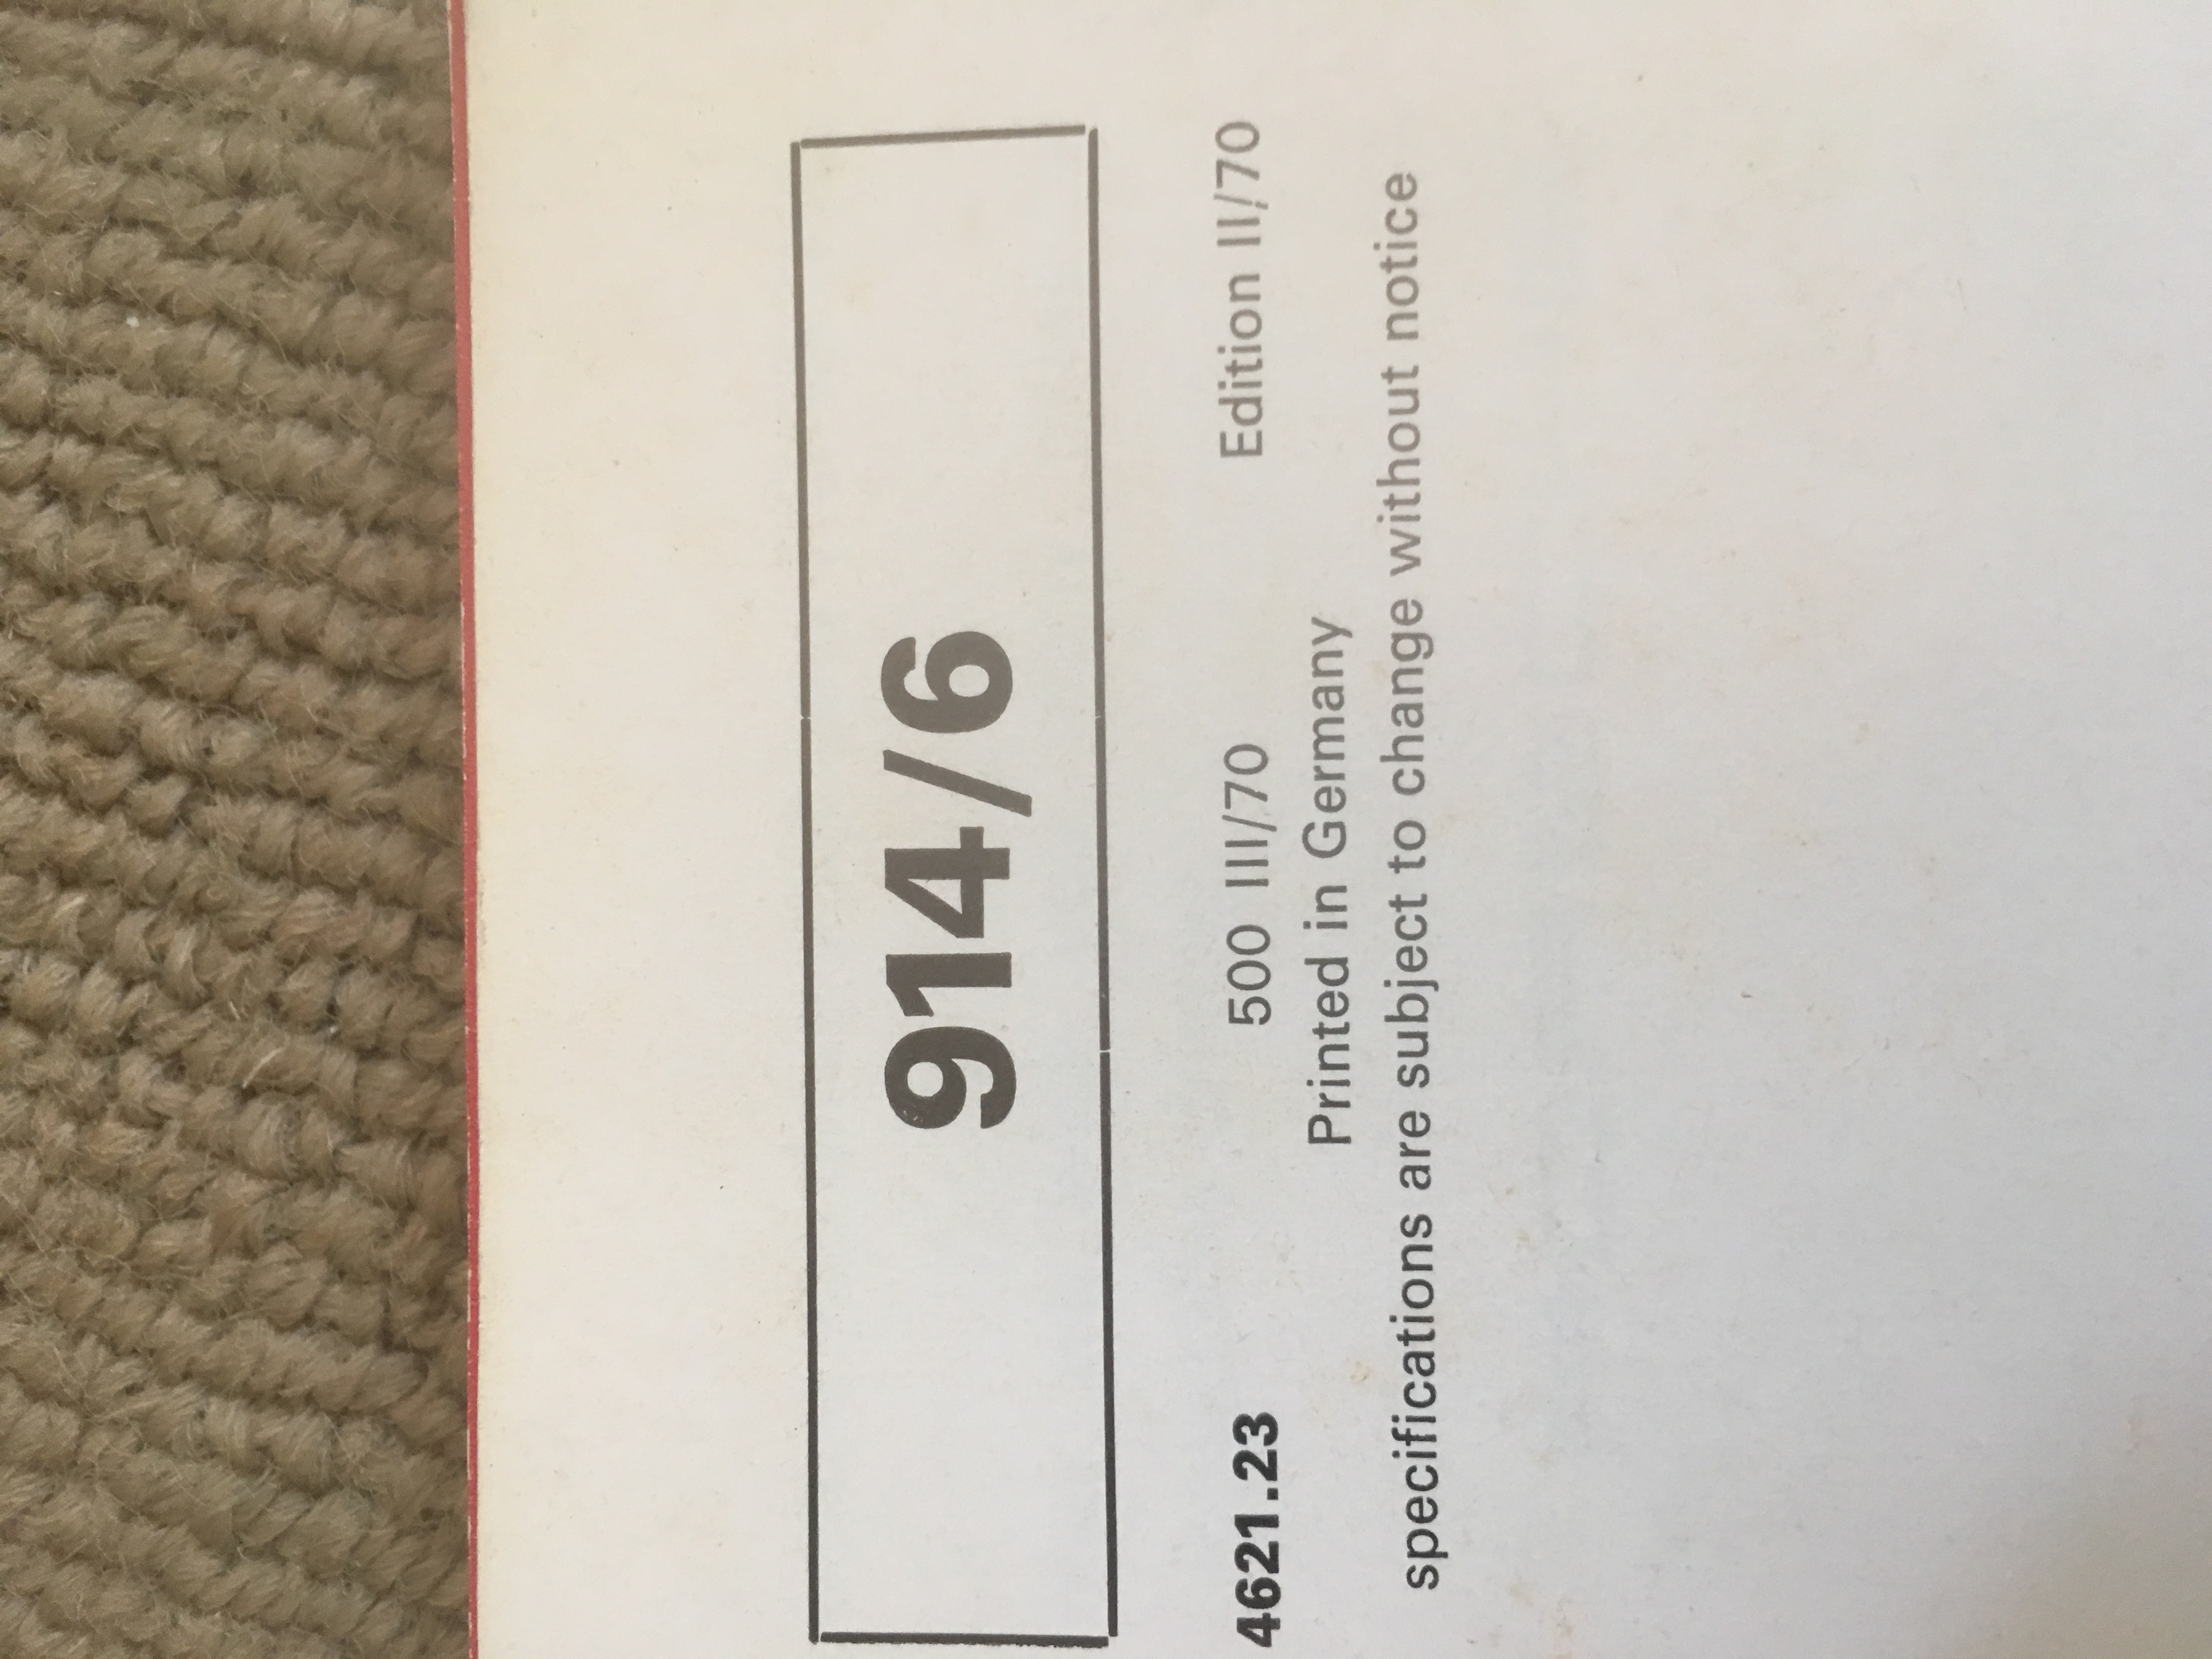 914/6
4621.23 500 III/70 Edition II/70
Printed in Germany
specifications are subject to change without notice